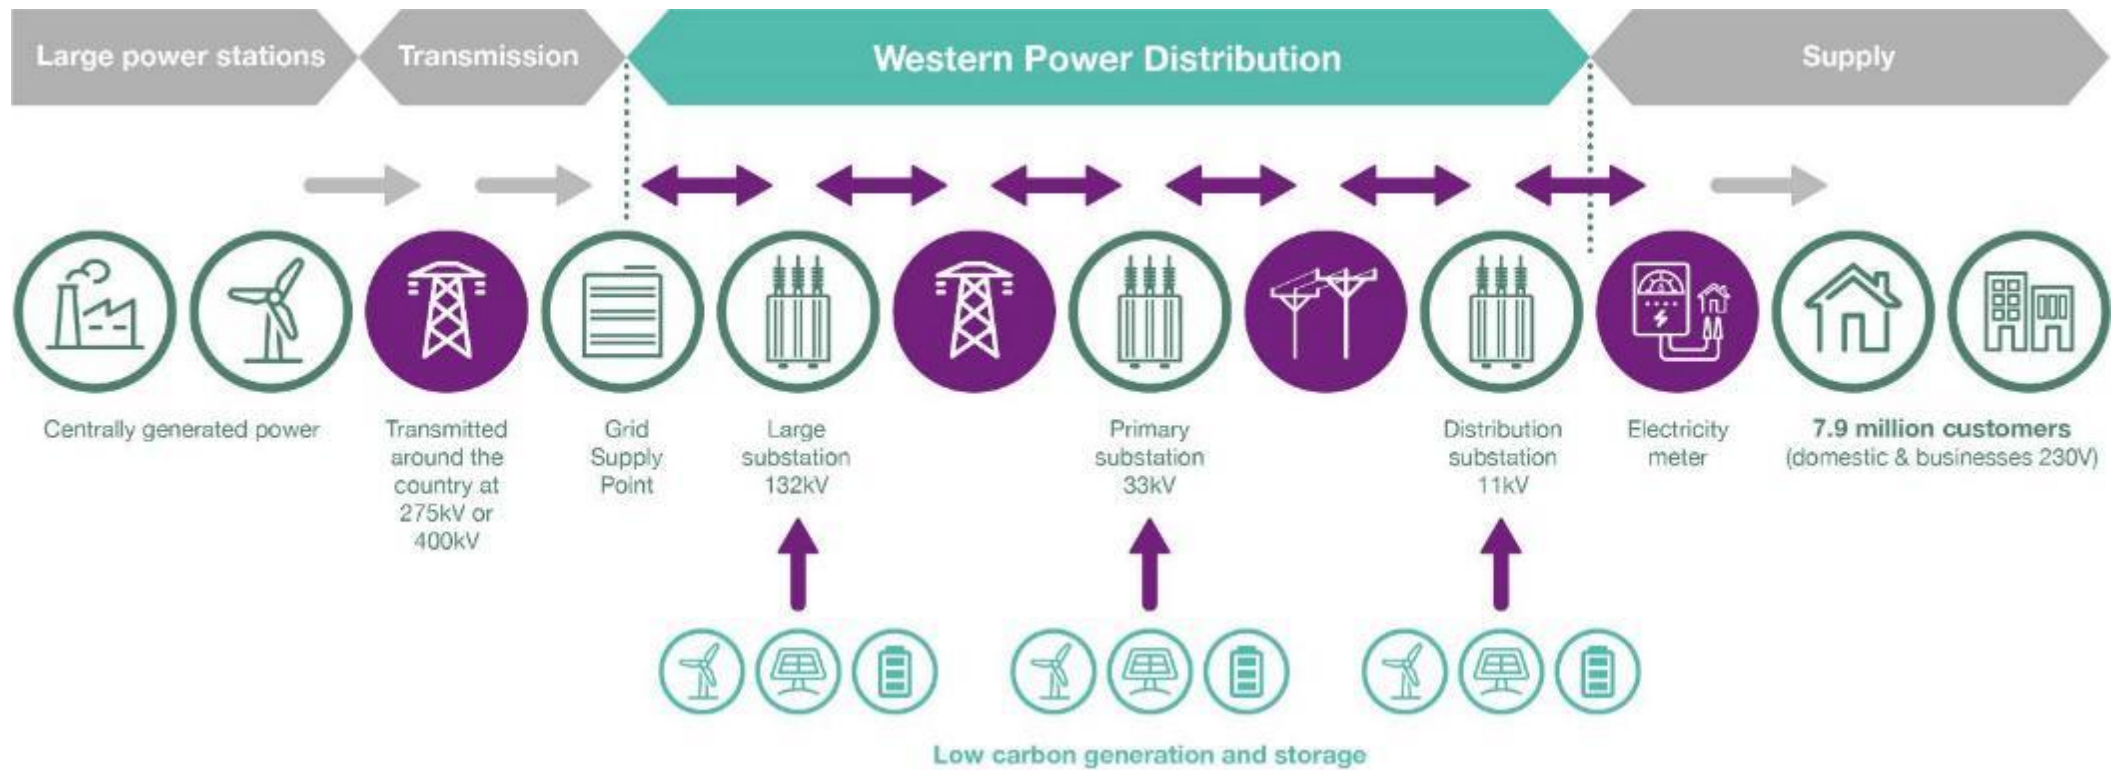 Large power stations
Transmission
Western Power Distribution
Supply
Centrally generated power
Transmitted
around the
country at
275kV or
400kV
Grid
Supply
Point
Large
substation
132kV
Primary
substation
33kV
Distribution
substation
11kV
Electricity
meter
7.9 million customers
(domestic & businesses 230V)
Low carbon generation and storage